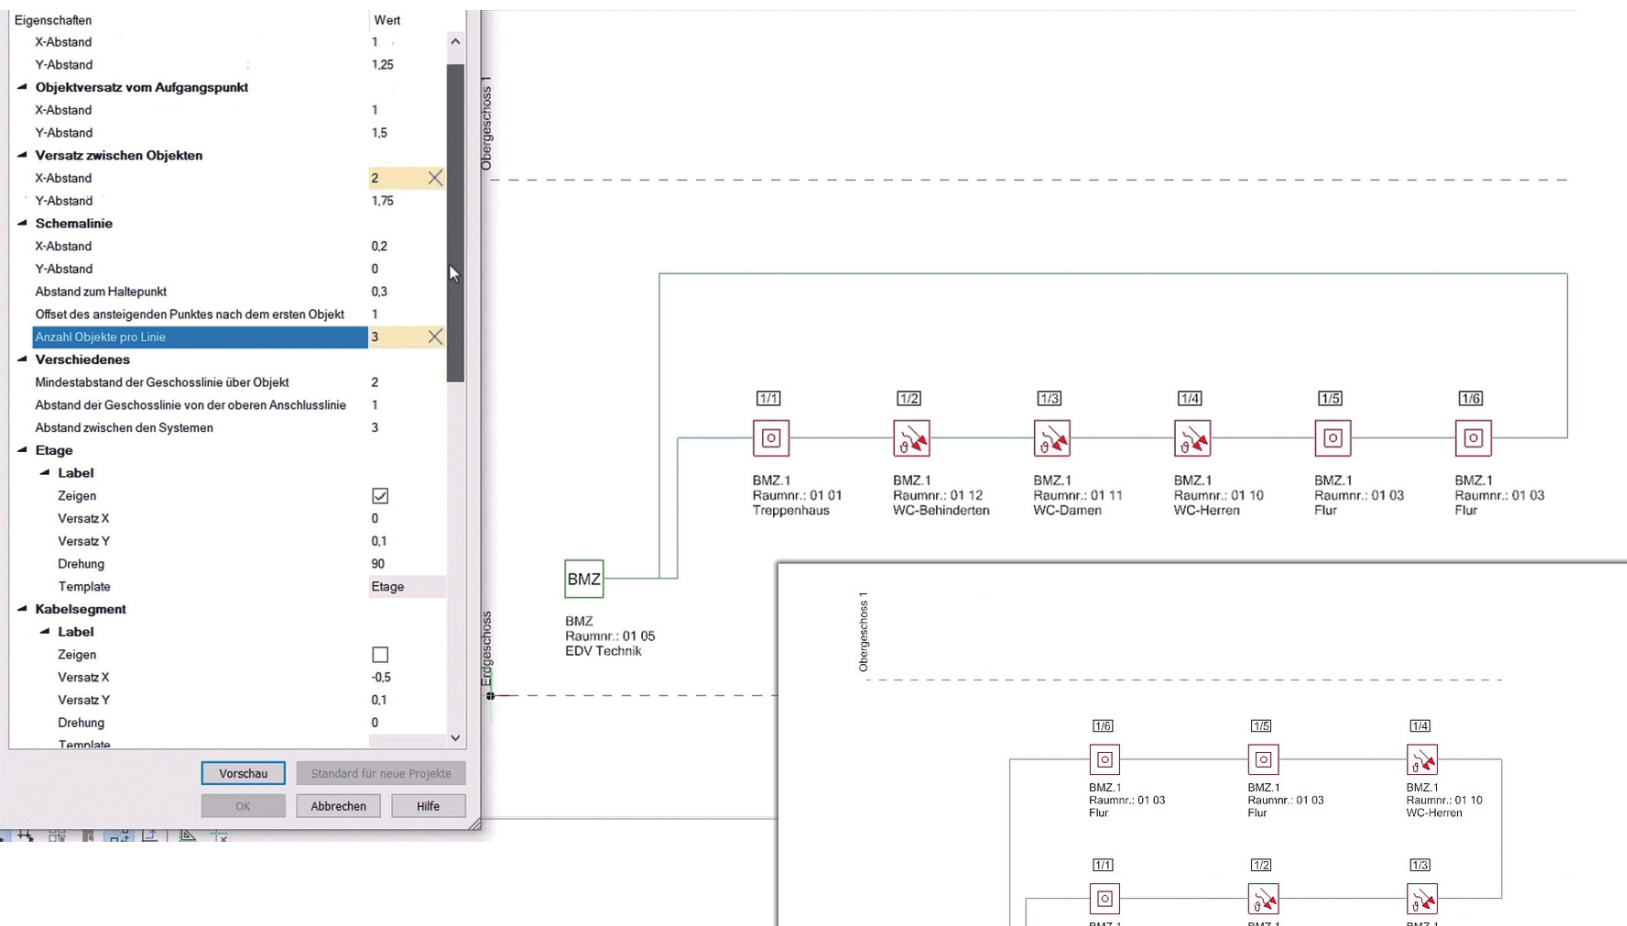 Eigenschaften Wert
X-Abstand 1
Y-Abstand 1,25
Objektversatz vom Aufgangspunkt
X-Abstand 1
Y-Abstand 1,5
Versatz zwischen Objekten
X-Abstand 2
Y-Abstand 1,75
Schemalinie
X-Abstand 0,2
Y-Abstand 0
Abstand zum Haltepunkt 0,3
Offset des ansteigenden Punktes nach dem ersten Objekt 1
Anzahl Objekte pro Linie 3
Verschiedenes
Mindestabstand der Geschosslinie über Objekt 2
Abstand der Geschosslinie von der oberen Anschlusslinie 1
Abstand zwischen den Systemen 3
Etage
Label
Zeigen
Versatz X 0
Versatz Y 0,1
Drehung 90
Template Etage
Kabelsegment
Label
Zeigen
Versatz X -0,5
Versatz Y 0,1
Drehung 0
Template
Vorschau Standard für neue Projekte
OK Abbrechen Hilfe
Obergeschoss 1
1/1 1/2 1/3 1/4 1/5 1/6
BMZ.1 BMZ.1 BMZ.1 BMZ.1 BMZ.1 BMZ.1
Raumnr.: 01 01 Raumnr.: 01 12 Raumnr.: 01 11 Raumnr.: 01 10 Raumnr.: 01 03 Raumnr.: 01 03
Treppenhaus WC-Behinderten WC-Damen WC-Herren Flur Flur
BMZ
BMZ
Raumnr.: 01 05
EDV Technik
Erdgeschoss
Obergeschoss 1
1/6 1/5 1/4
BMZ.1 BMZ.1 BMZ.1
Raumnr.: 01 03 Raumnr.: 01 03 Raumnr.: 01 10
Flur Flur WC-Herren
1/1 1/2 1/3
BMZ.1 BMZ.1 BMZ.1